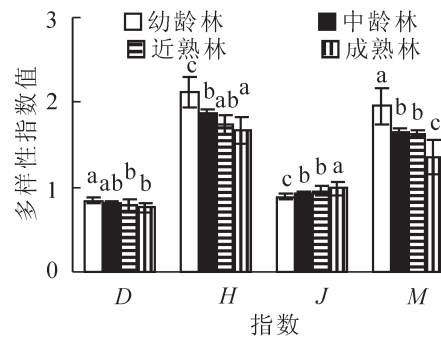 幼龄林 中龄林
近熟林 成熟林
多样性指数值
3
2
1
0
c b ab a
a ab b b
c b b a
a b b c
D H J M
指数